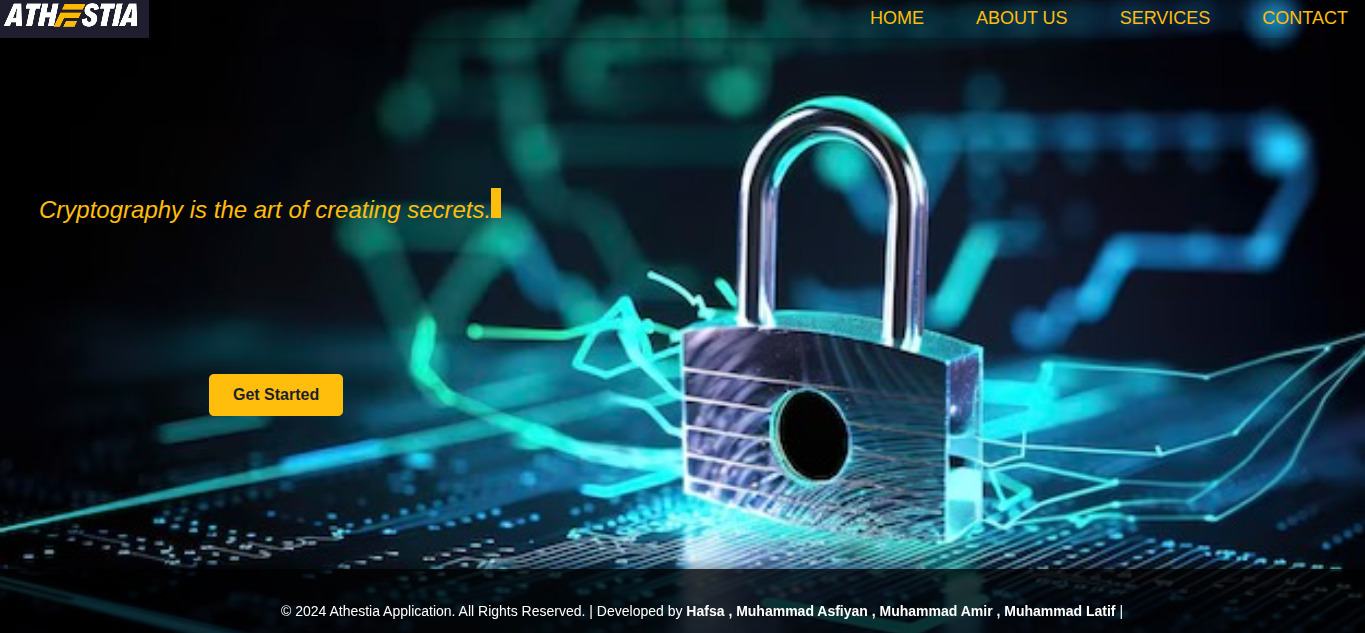 ATHESTIA
HOME ABOUT US SERVICES CONTACT
Cryptography is the art of creating secrets.
Get Started
© 2024 Athestia Application. All Rights Reserved. | Developed by Hafsa , Muhammad Asfiyan , Muhammad Amir , Muhammad Latif |